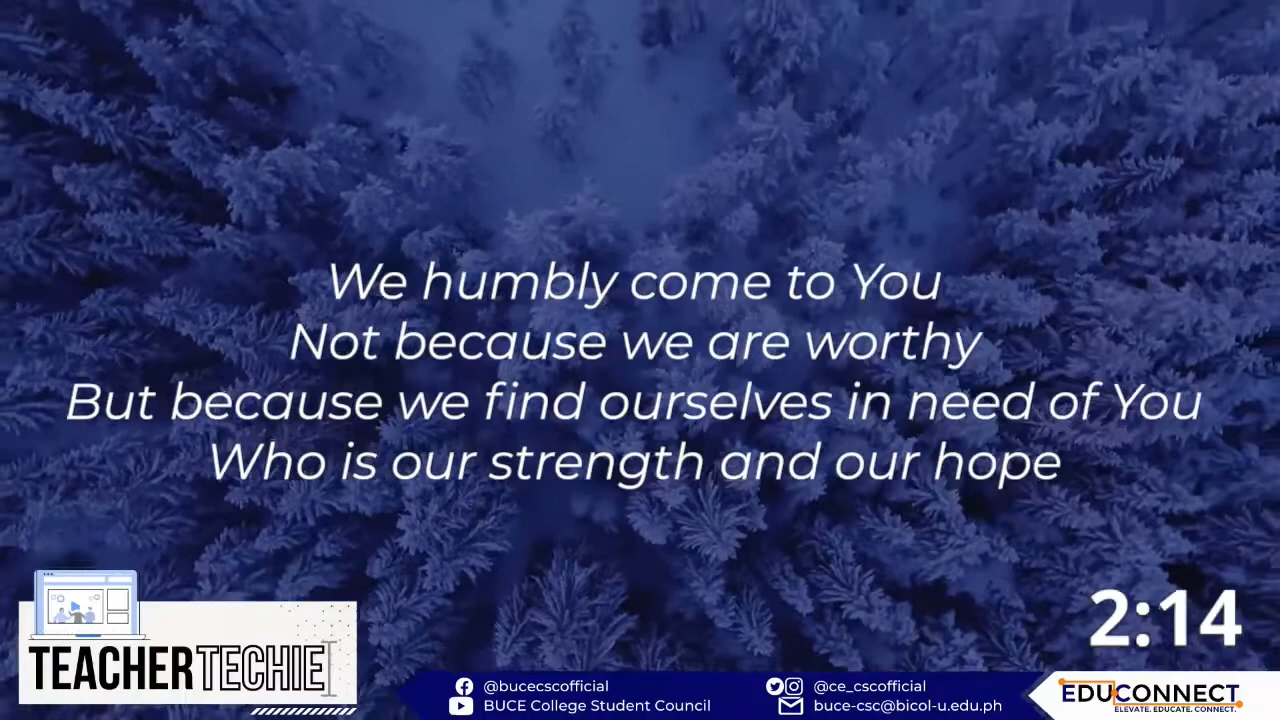 We humbly come to You
Not because we are worthy
But because we find ourselves in need of You
Who is our strength and our hope
2:14
TEACHERTECHIE
@bucecscofficial
BUCE College Student Council
@ce_cscofficial
buce-csc@bicol-u.edu.ph
EDUCONNECT
ELEVATE. EDUCATE. CONNECT.